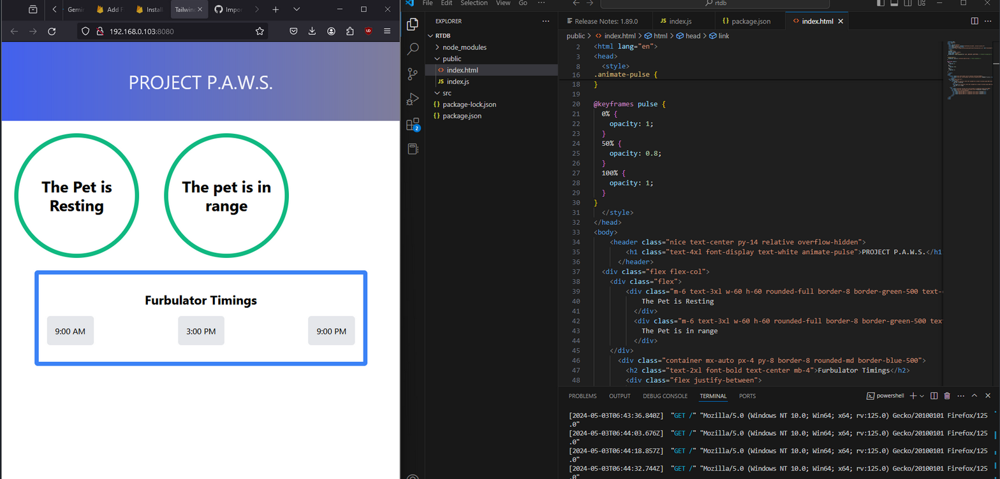 Gemi
Add F
Instal
Tailwin
Impor
192.168.0.103:8080
UD
PROJECT P.A.W.S.
The Pet is
Resting
The pet is in
range
Furbulator Timings
9:00 AM
3:00 PM
9:00 PM
File Edit Selection View Go ···
rtdb
EXPLORER
RTDB
node_modules
public
<> index.html
JS index.js
src
{} package-lock.json
{} package.json
2
Release Notes: 1.89.0
JS index.js
{} package.json
<> index.html
public > <> index.html > html > head > link
2 <html lang="en">
3 <head>
8 <style>
16 .animate-pulse {
18 }
19
20 @keyframes pulse {
21 0% {
22 opacity: 1;
23 }
24 50% {
25 opacity: 0.8;
26 }
27 100% {
28 opacity: 1;
29 }
30 }
31 </style>
32 </head>
33 <body>
34 <header class="nice text-center py-14 relative overflow-hidden">
35 <h1 class="text-4xl font-display text-white animate-pulse">PROJECT P.A.W.S.</h1
36 </header>
37 <div class="flex flex-col">
38 <div class="flex">
39 <div class="m-6 text-3xl w-60 h-60 rounded-full border-8 border-green-500 text-
40 The Pet is Resting
41 </div>
42 <div class="m-6 text-3xl w-60 h-60 rounded-full border-8 border-green-500 tex
43 The Pet is in range
44 </div>
45 </div>
46 <div class="container mx-auto px-4 py-8 border-8 rounded-md border-blue-500">
47 <h2 class="text-2xl font-bold text-center mb-4">Furbulator Timings</h2>
48 <div class="flex justify-between">
PROBLEMS OUTPUT DEBUG CONSOLE TERMINAL PORTS
powershell
[2024-05-03T06:43:36.840Z] "GET /" "Mozilla/5.0 (Windows NT 10.0; Win64; x64; rv:125.0) Gecko/20100101 Firefox/125
.0"
[2024-05-03T06:44:03.676Z] "GET /" "Mozilla/5.0 (Windows NT 10.0; Win64; x64; rv:125.0) Gecko/20100101 Firefox/125
.0"
[2024-05-03T06:44:18.857Z] "GET /" "Mozilla/5.0 (Windows NT 10.0; Win64; x64; rv:125.0) Gecko/20100101 Firefox/125
.0"
[2024-05-03T06:44:32.744Z] "GET /" "Mozilla/5.0 (Windows NT 10.0; Win64; x64; rv:125.0) Gecko/20100101 Firefox/125
.0"